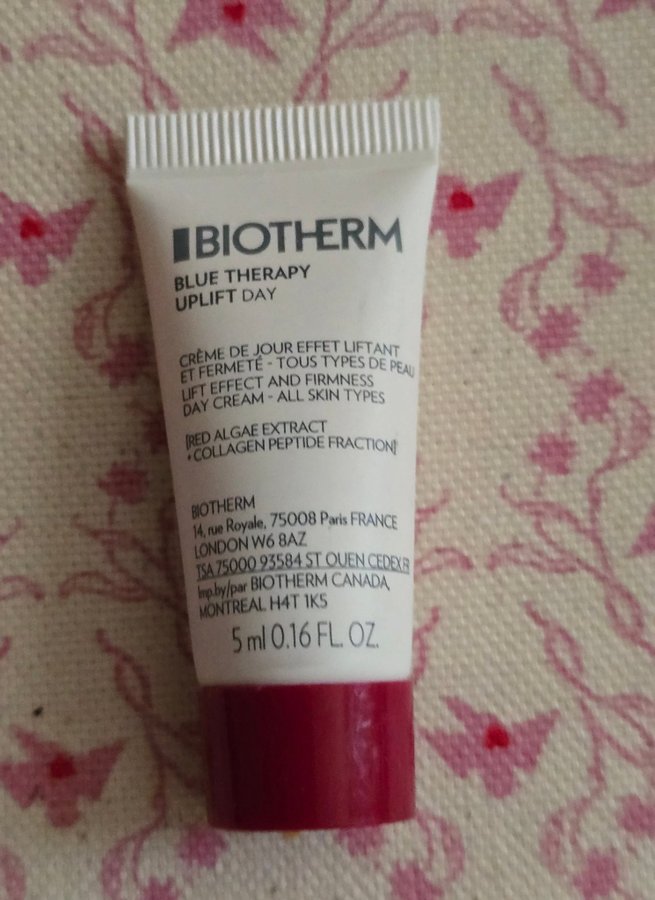 BIOTHERM
BLUE THERAPY
UPLIFT DAY
CRÈME DE JOUR EFFET LIFTANT
ET FERMETÉ - TOUS TYPES DE PEAU
LIFT EFFECT AND FIRMNESS
DAY CREAM - ALL SKIN TYPES
[RED ALGAE EXTRACT
+ COLLAGEN PEPTIDE FRACTION]
BIOTHERM
14, rue Royale, 75008 Paris FRANCE
LONDON W6 8AZ
TSA 75000 93584 ST OUEN CEDEX FR
Imp.by/par BIOTHERM CANADA,
MONTREAL H4T 1K5
5 ml 0.16 FL. OZ.